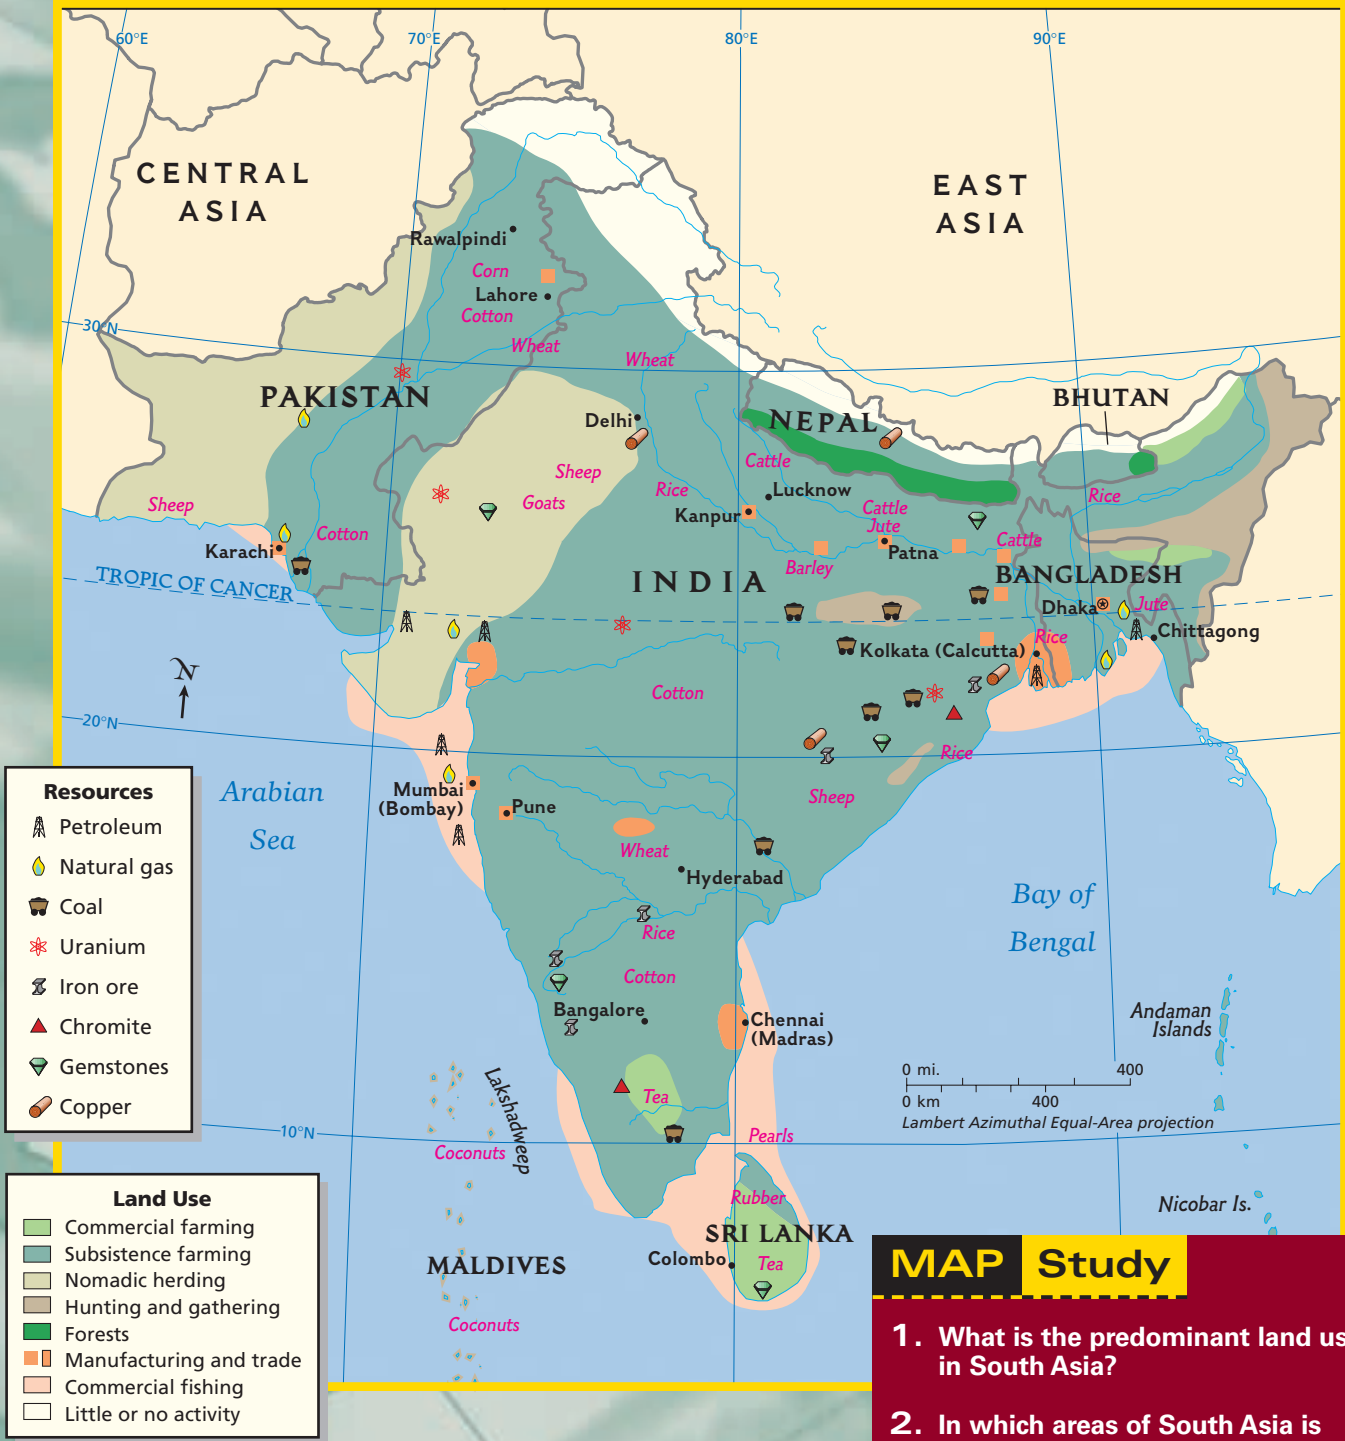 60°E
70°E
80°E
90°E
CENTRAL
ASIA
EAST
ASIA
Rawalpindi
Corn
Lahore
Cotton
Wheat
Wheat
30°N
PAKISTAN
BHUTAN
Delhi
NEPAL
Cattle
Sheep
Goats
Rice
Lucknow
Rice
Sheep
Kanpur
Cattle
Jute
Cotton
Cattle
Karachi
Patna
Barley
TROPIC OF CANCER
INDIA
BANGLADESH
Dhaka
Jute
Chittagong
Rice
Kolkata (Calcutta)
N
Cotton
20°N
Rice
Arabian
Sea
Mumbai
(Bombay)
Pune
Sheep
Wheat
Hyderabad
Bay of
Bengal
Rice
Cotton
Bangalore
Chennai
(Madras)
Andaman
Islands
Lakshadweep
Tea
0 mi.
400
0 km
400
Lambert Azimuthal Equal-Area projection
10°N
Coconuts
Pearls
Rubber
Nicobar Is.
SRI LANKA
Colombo
Tea
MALDIVES
Coconuts
Resources
Petroleum
Natural gas
Coal
Uranium
Iron ore
Chromite
Gemstones
Copper
Land Use
Commercial farming
Subsistence farming
Nomadic herding
Hunting and gathering
Forests
Manufacturing and trade
Commercial fishing
Little or no activity
MAP Study
1. What is the predominant land us
in South Asia?
2. In which areas of South Asia is